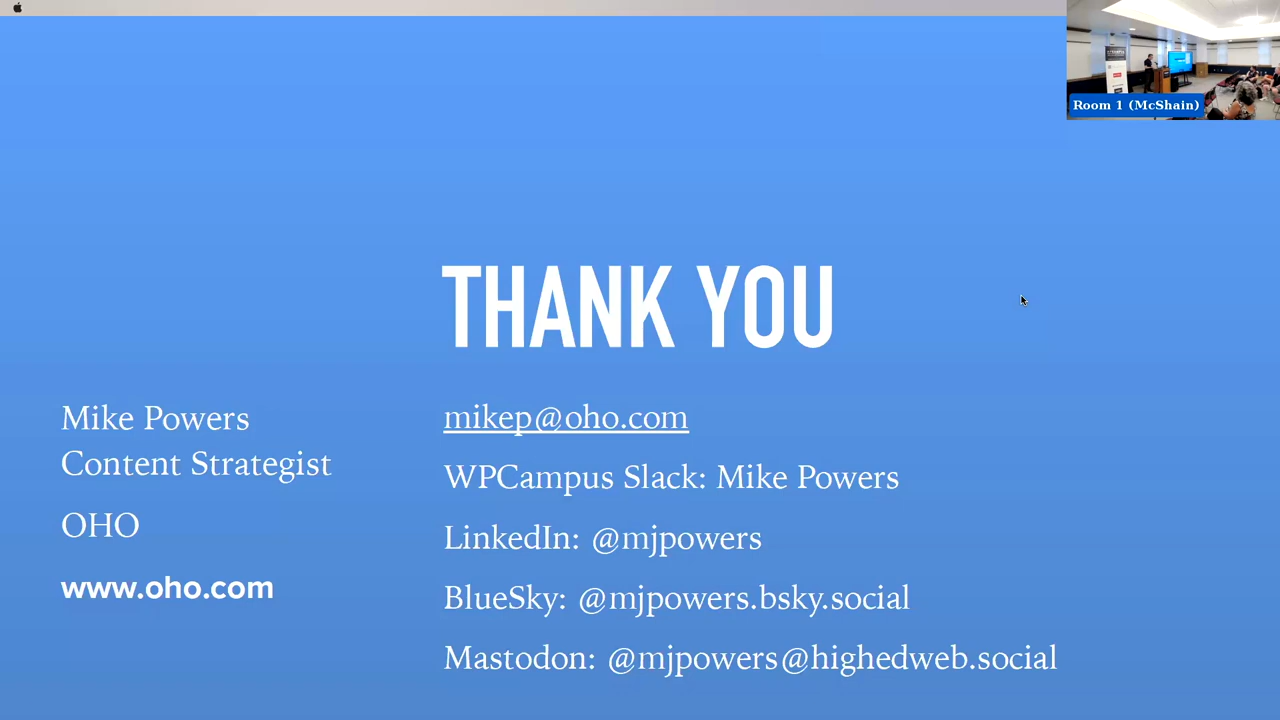 Room 1 (McShain)
THANK YOU
Mike Powers
Content Strategist
OHO
www.oho.com
mikep@oho.com
WPCampus Slack: Mike Powers
LinkedIn: @mjpowers
BlueSky: @mjpowers.bsky.social
Mastodon: @mjpowers@highedweb.social